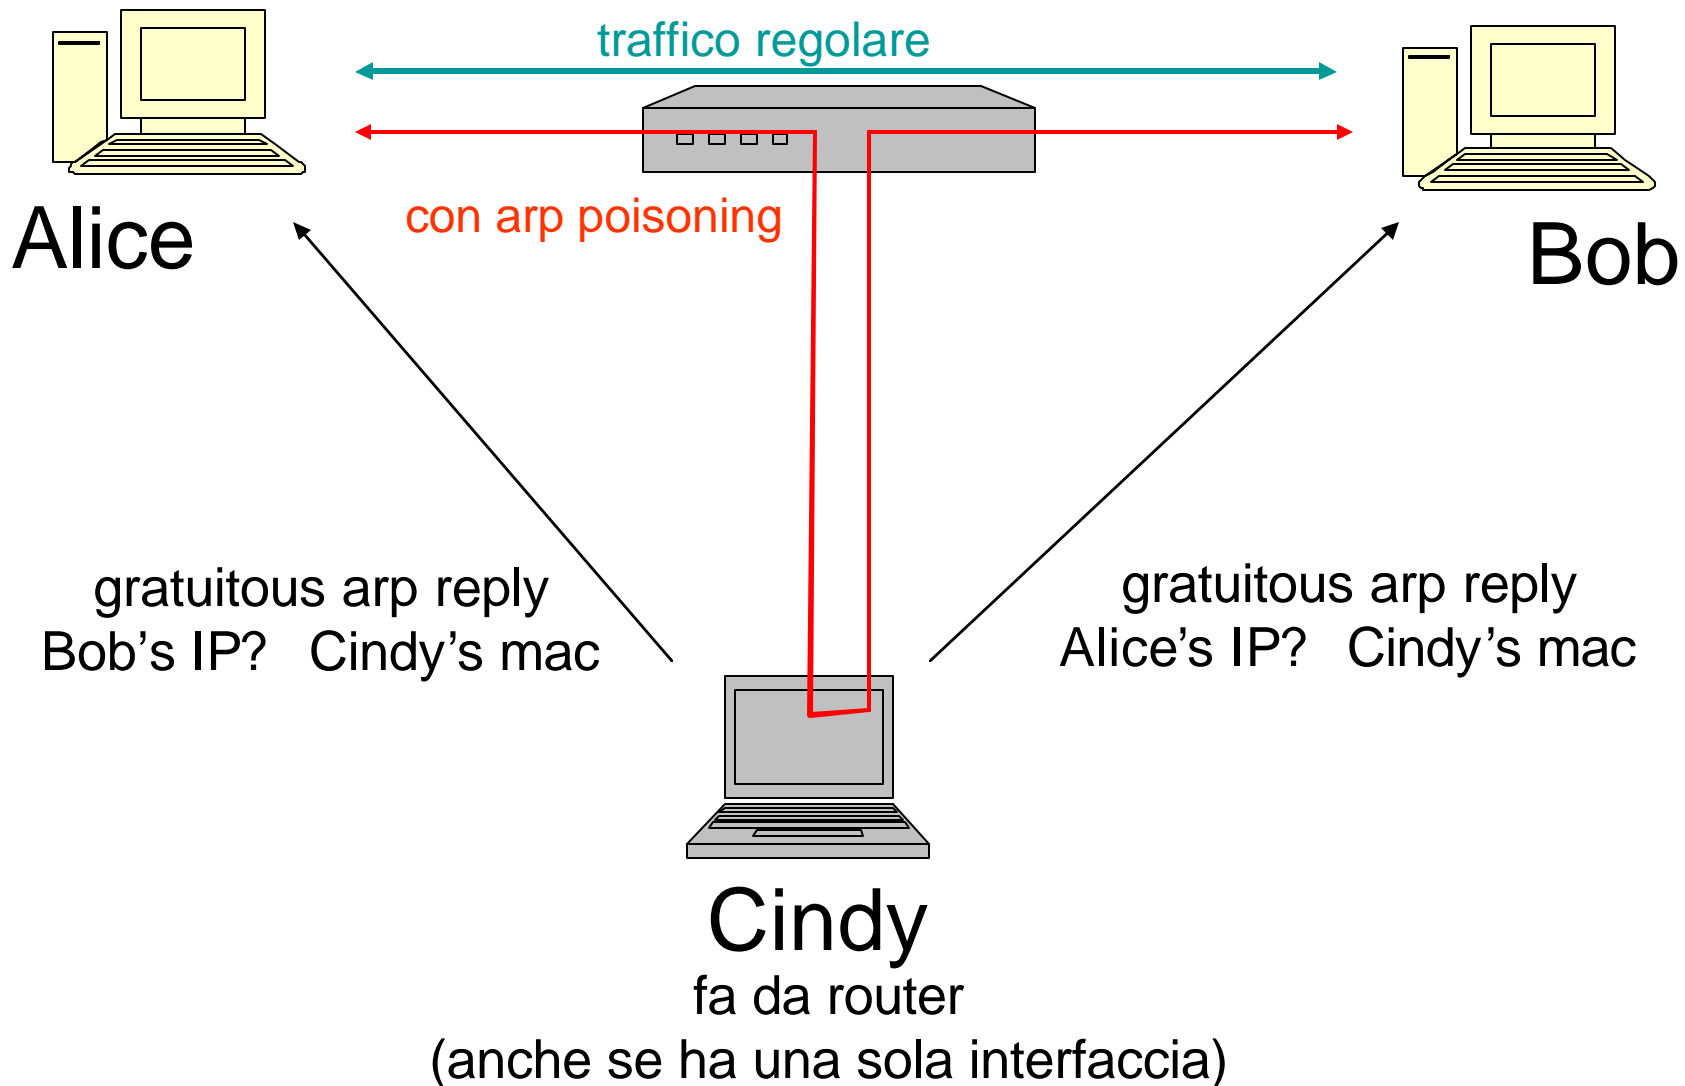 traffico regolare
con arp poisoning
Alice
Bob
gratuitous arp reply
Bob’s IP?   Cindy’s mac
gratuitous arp reply
Alice’s IP?   Cindy’s mac
Cindy
fa da router
(anche se ha una sola interfaccia)